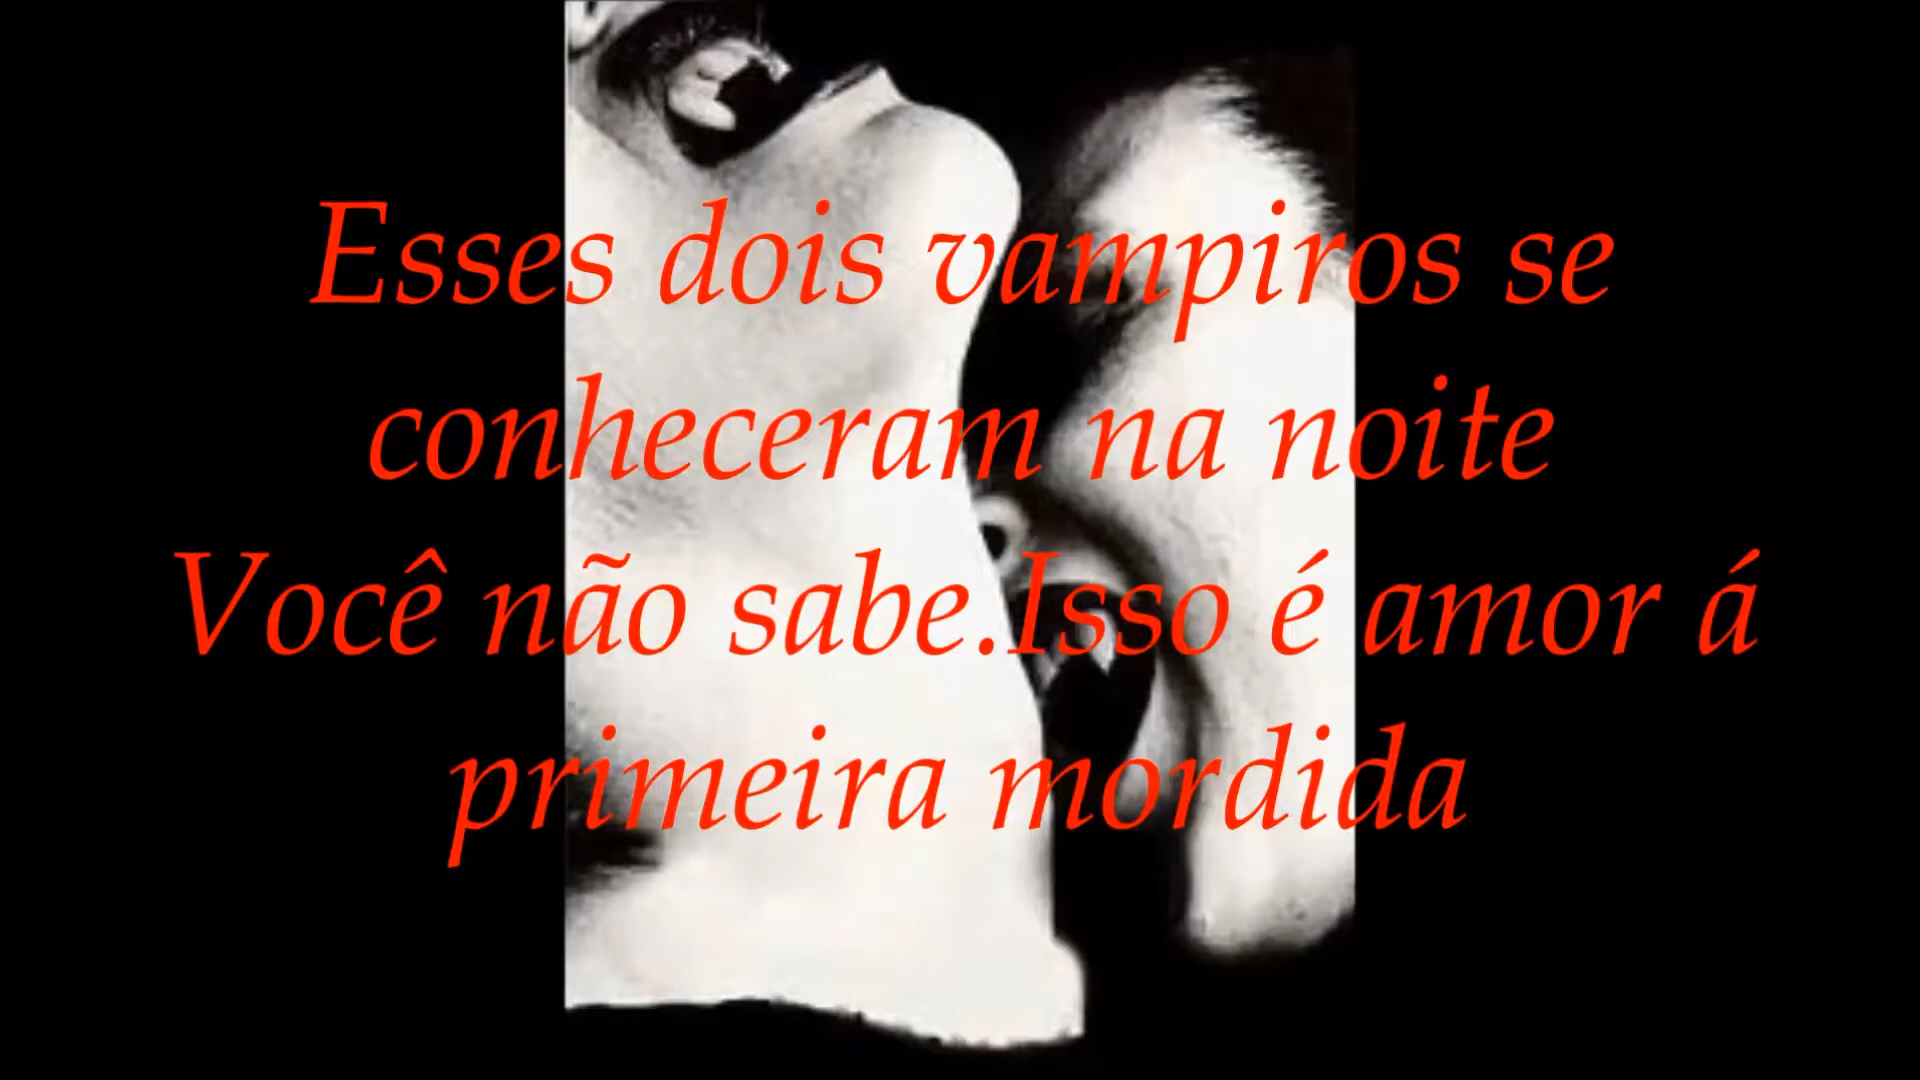 Esses dois vampiros se
conheceram na noite
Você não sabe.Isso é amor á
primeira mordida